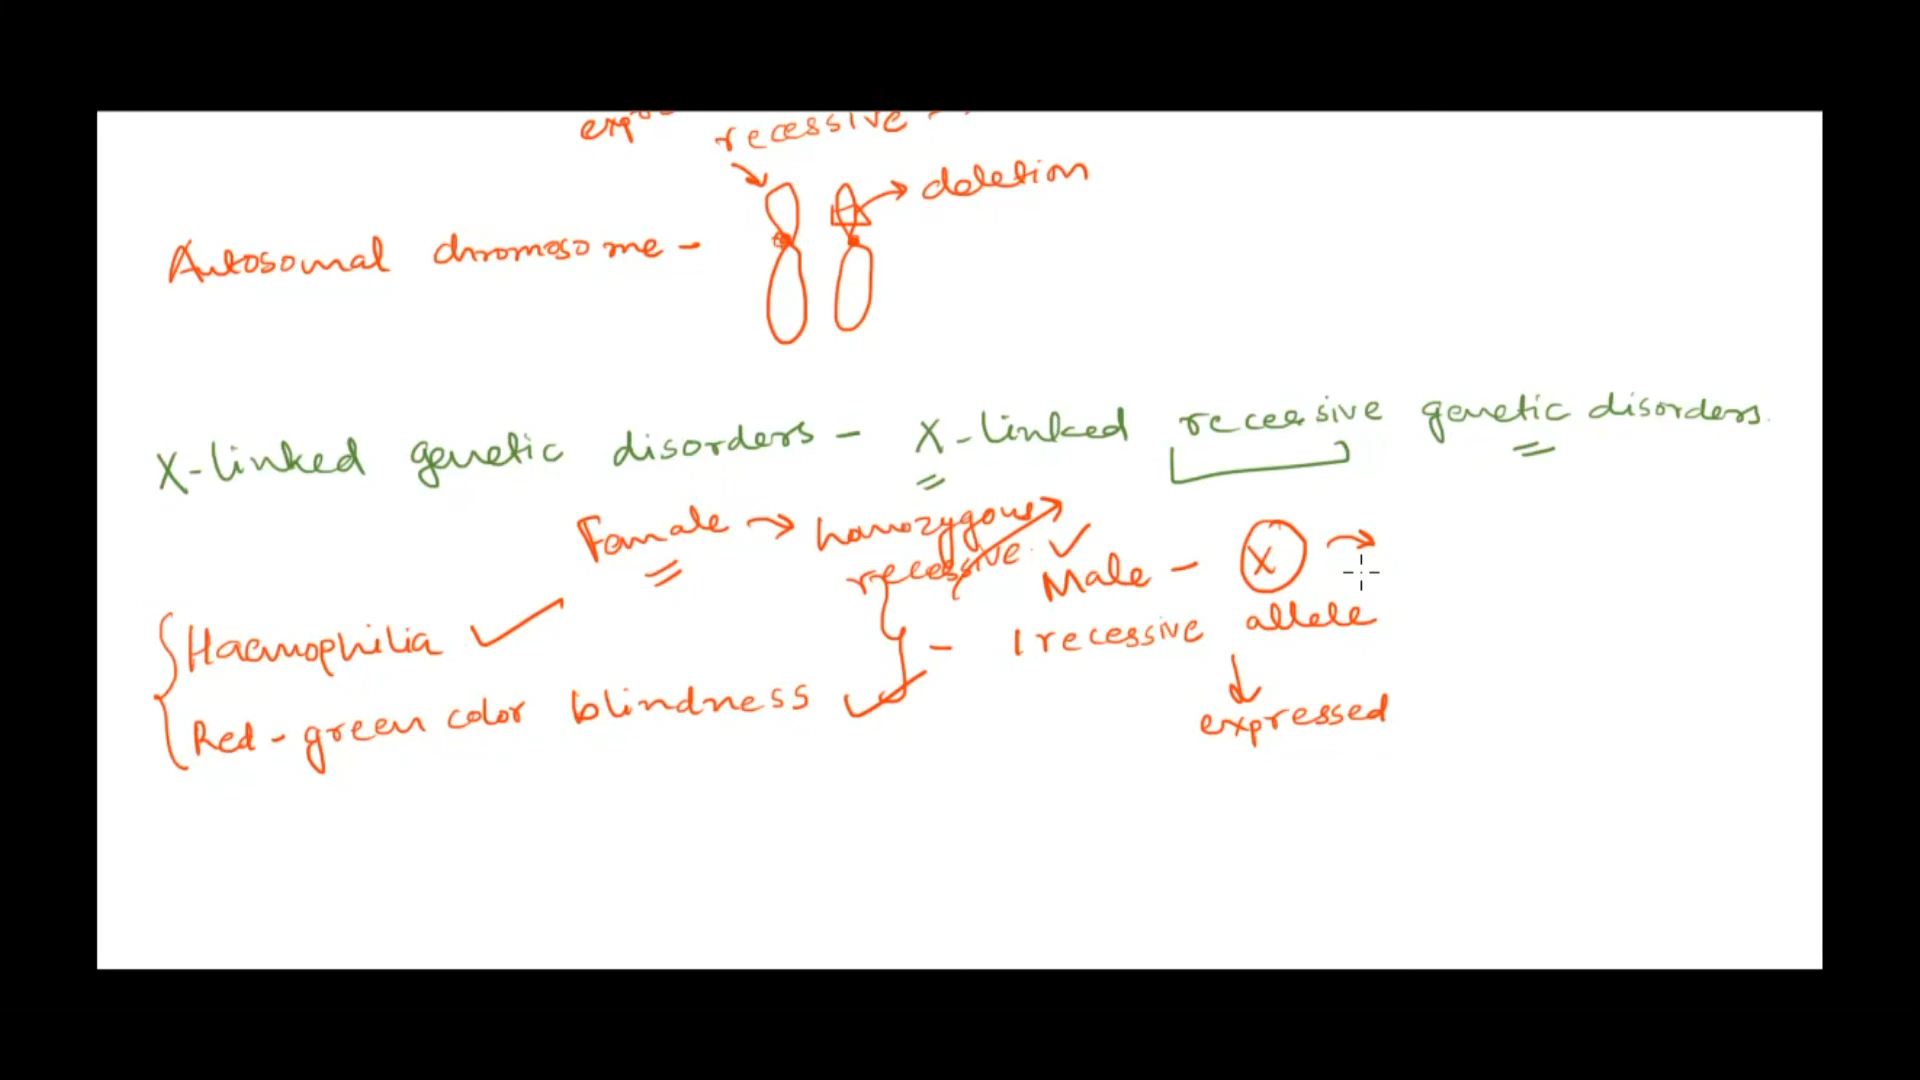 recessive
deletion
Autosomal chromosome -
X-linked genetic disorders - X-linked recessive genetic disorders.
Female → homozygous
recessive ✓
Male - X →
{ Haemophilia ✓
- 1 recessive allele
Red-green color blindness ✓
expressed